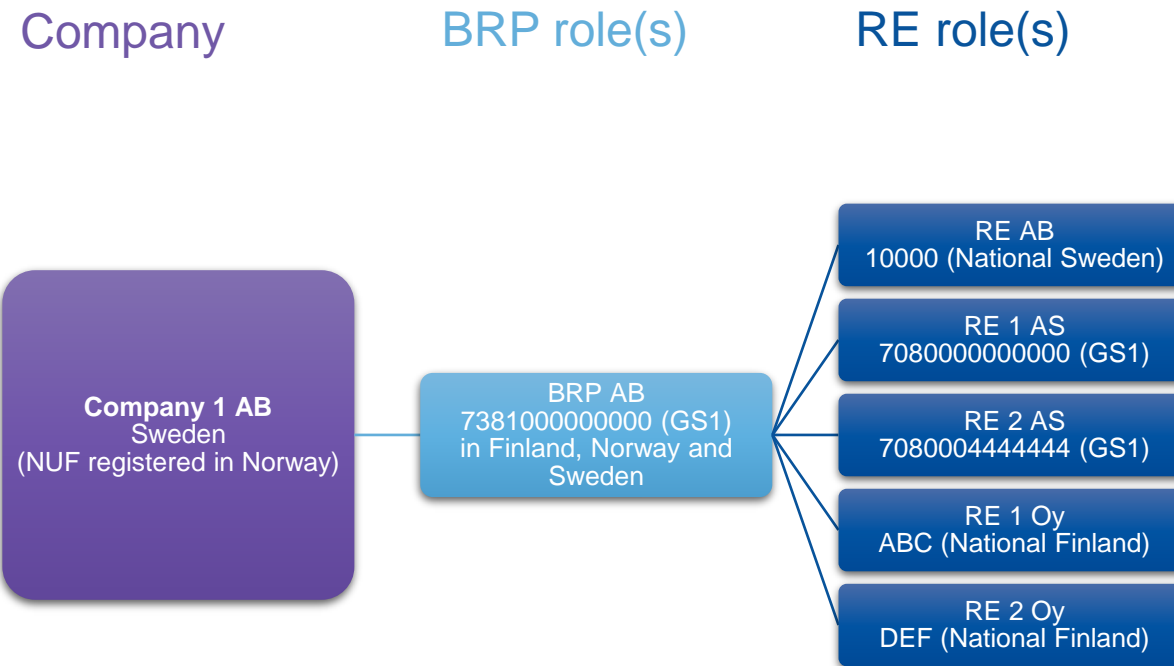 Company
BRP role(s)
RE role(s)
Company 1 AB
Sweden
(NUF registered in Norway)
BRP AB
7381000000000 (GS1)
in Finland, Norway and
Sweden
RE AB
10000 (National Sweden)
RE 1 AS
7080000000000 (GS1)
RE 2 AS
7080004444444 (GS1)
RE 1 Oy
ABC (National Finland)
RE 2 Oy
DEF (National Finland)